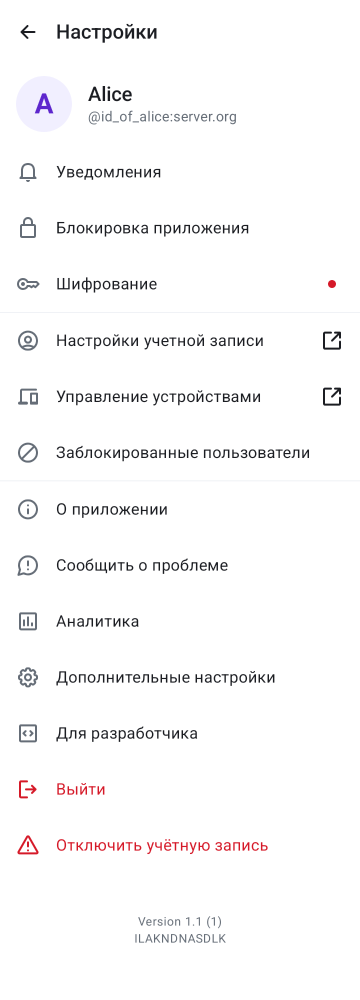 Настройки
A
Alice
@id_of_alice:server.org
Уведомления
Блокировка приложения
Шифрование
Настройки учетной записи
Управление устройствами
Заблокированные пользователи
О приложении
Сообщить о проблеме
Аналитика
Дополнительные настройки
Для разработчика
Выйти
Отключить учётную запись
Version 1.1 (1)
ILAKNDNASDLK